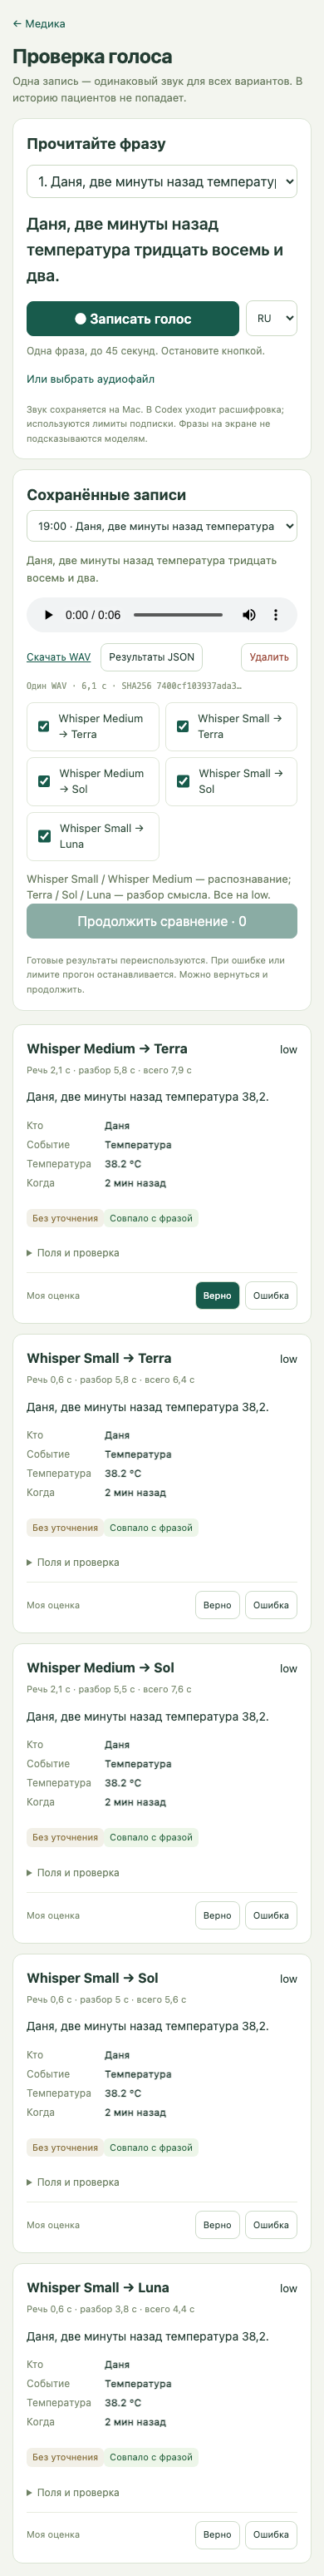 ← Медика
Проверка голоса
Одна запись — одинаковый звук для всех вариантов. В
историю пациентов не попадает.
Прочитайте фразу
1. Даня, две минуты назад температу
Даня, две минуты назад
температура тридцать восемь и
два.
Записать голос
RU
Одна фраза, до 45 секунд. Остановите кнопкой.
Или выбрать аудиофайл
Звук сохраняется на Mac. В Codex уходит расшифровка;
используются лимиты подписки. Фразы на экране не
подсказываются моделям.
Сохранённые записи
19:00 · Даня, две минуты назад температура
Даня, две минуты назад температура тридцать
восемь и два.
0:00 / 0:06
Скачать WAV
Результаты JSON
Удалить
Один WAV · 6,1 с · SHA256 7400cf103937ada3…
Whisper Medium
→ Terra
Whisper Small →
Terra
Whisper Medium
→ Sol
Whisper Small →
Sol
Whisper Small →
Luna
Whisper Small / Whisper Medium — распознавание;
Terra / Sol / Luna — разбор смысла. Все на low.
Продолжить сравнение · 0
Готовые результаты переиспользуются. При ошибке или
лимите прогон останавливается. Можно вернуться и
продолжить.
Whisper Medium → Terra
low
Речь 2,1 с · разбор 5,8 с · всего 7,9 с
Даня, две минуты назад температура 38,2.
Кто Даня
Событие Температура
Температура 38.2 °C
Когда 2 мин назад
Без уточнения Совпало с фразой
Поля и проверка
Моя оценка Верно Ошибка
Whisper Small → Terra
low
Речь 0,6 с · разбор 5,8 с · всего 6,4 с
Даня, две минуты назад температура 38,2.
Кто Даня
Событие Температура
Температура 38.2 °C
Когда 2 мин назад
Без уточнения Совпало с фразой
Поля и проверка
Моя оценка Верно Ошибка
Whisper Medium → Sol
low
Речь 2,1 с · разбор 5,5 с · всего 7,6 с
Даня, две минуты назад температура 38,2.
Кто Даня
Событие Температура
Температура 38.2 °C
Когда 2 мин назад
Без уточнения Совпало с фразой
Поля и проверка
Моя оценка Верно Ошибка
Whisper Small → Sol
low
Речь 0,6 с · разбор 5 с · всего 5,6 с
Даня, две минуты назад температура 38,2.
Кто Даня
Событие Температура
Температура 38.2 °C
Когда 2 мин назад
Без уточнения Совпало с фразой
Поля и проверка
Моя оценка Верно Ошибка
Whisper Small → Luna
low
Речь 0,6 с · разбор 3,8 с · всего 4,4 с
Даня, две минуты назад температура 38,2.
Кто Даня
Событие Температура
Температура 38.2 °C
Когда 2 мин назад
Без уточнения Совпало с фразой
Поля и проверка
Моя оценка Верно Ошибка